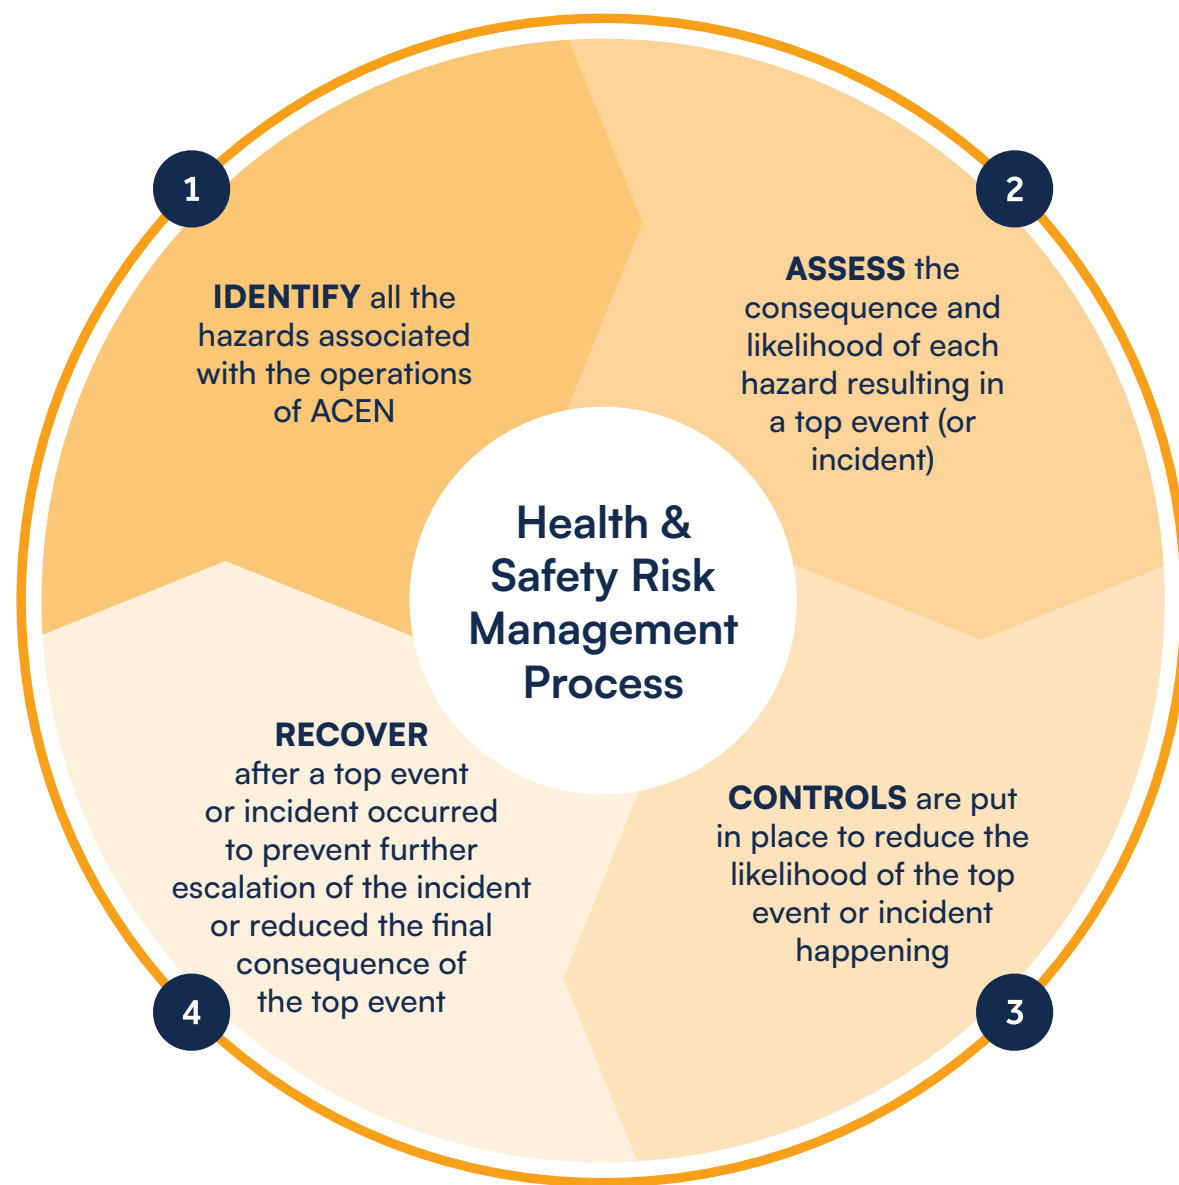 1
IDENTIFY all the
hazards associated
with the operations
of ACEN
2
ASSESS the
consequence and
likelihood of each
hazard resulting in
a top event (or
incident)
Health &
Safety Risk
Management
Process
CONTROLS are put
in place to reduce the
likelihood of the top
event or incident
happening
3
RECOVER
after a top event
or incident occurred
to prevent further
escalation of the incident
or reduced the final
consequence of
the top event
4